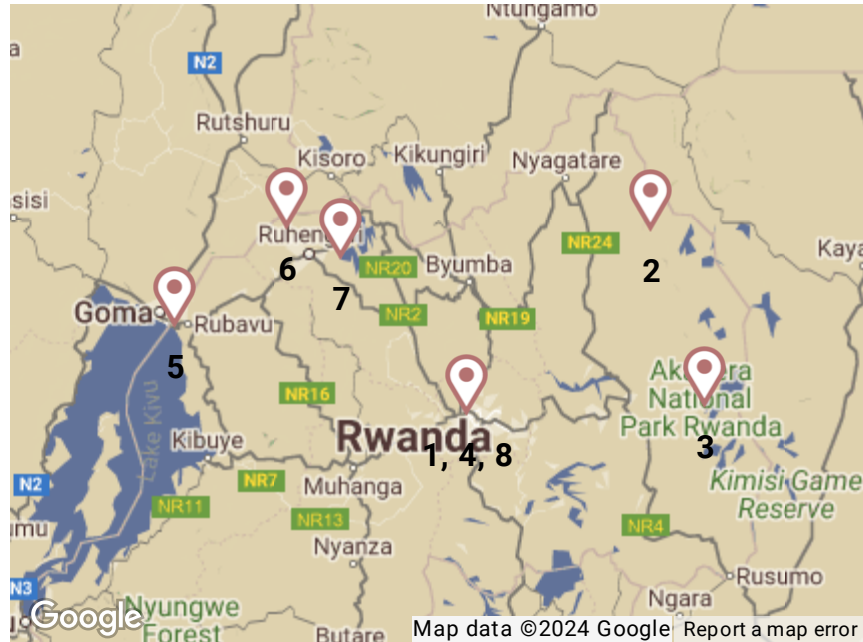 Ntungamo
N2
Rutshuru
Kisoro
Kikungiri
Nyagatare
sisi
Ruhengeri
NR24
2
Kaya
6
7
NR20
Byumba
Goma
Rubavu
NR2
NR19
5
Lake Kivu
NR16
Akagera
National
Park Rwanda
Rwanda
1, 4, 8
3
Kibuye
N2
NR7
Muhanga
Kimisi Game
Reserve
NR11
umu
NR13
NR4
Nyanza
N3
Rusumo
Nyungwe
Forest
Ngara
Google
Butare
Map data ©2024 Google
Report a map error